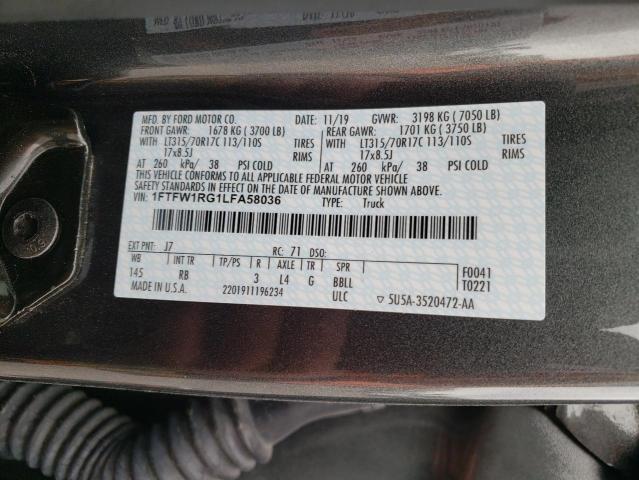 MFD. BY FORD MOTOR CO.
DATE: 11/19 GVWR: 3198 KG ( 7050 LB)
FRONT GAWR: 1678 KG ( 3700 LB) REAR GAWR: 1701 KG ( 3750 LB)
WITH LT315/70R17C 113/110S TIRES WITH LT315/70R17C 113/110S TIRES
17x8.5J RIMS 17x8.5J RIMS
AT 260 kPa/ 38 PSI COLD AT 260 kPa/ 38 PSI COLD
THIS VEHICLE CONFORMS TO ALL APPLICABLE FEDERAL MOTOR VEHICLE
SAFETY STANDARDS IN EFFECT ON THE DATE OF MANUFACTURE SHOWN ABOVE.
VIN: 1FTFW1RG1LFA58036 TYPE: Truck
EXT PNT: J7 RC: 71 DSO:
WB INT TR TP/PS R AXLE TR SPR F0041
145 RB 3 L4 G BBLL T0221
MADE IN U.S.A. 2201911196234 ULC 5U5A-3520472-AA